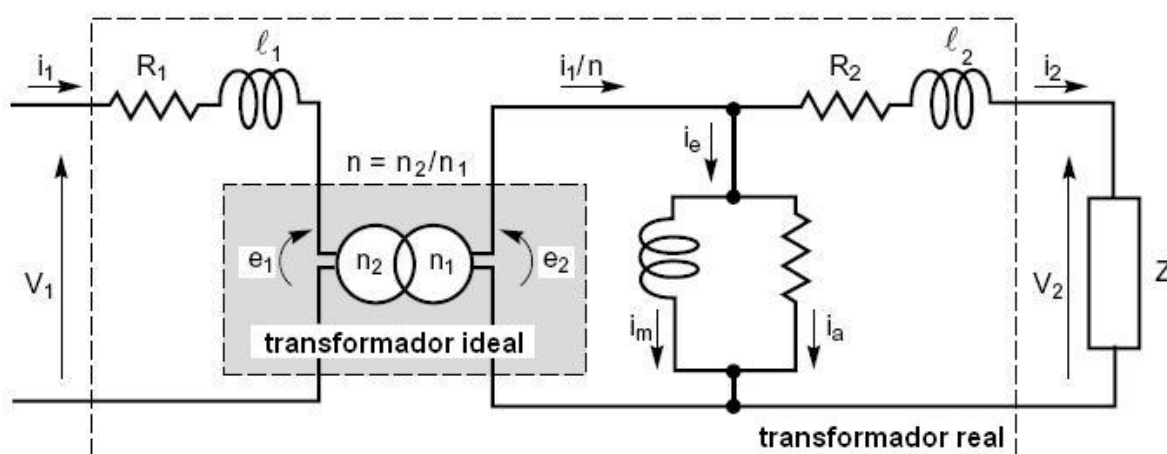 i₁ R₁ ℓ₁ i₁/n R₂ ℓ₂ i₂
n = n₂/n₁
iₑ
V₁ e₁ n₂ n₁ e₂ V₂ Z
transformador ideal
iₘ iₐ
transformador real